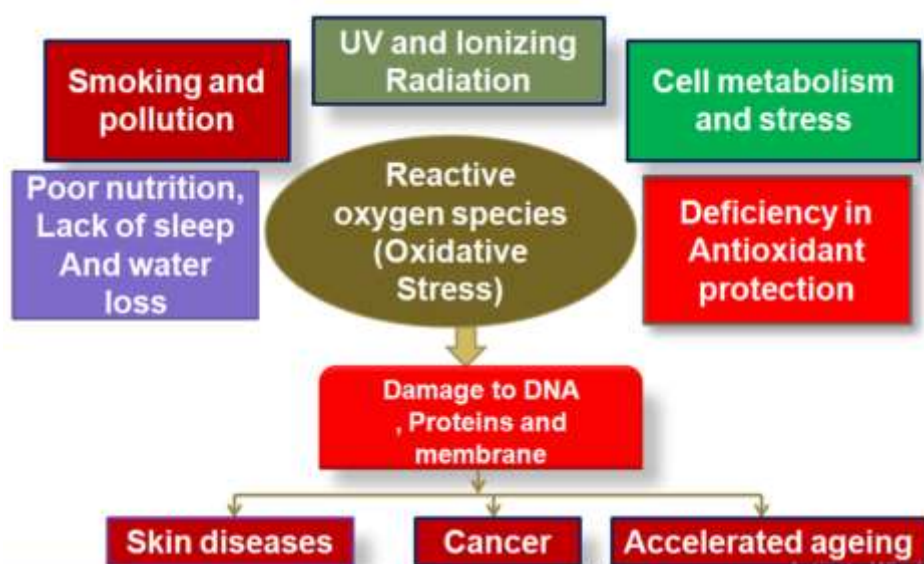 UV and Ionizing
Radiation
Smoking and
pollution
Cell metabolism
and stress
Poor nutrition,
Lack of sleep
And water
loss
Reactive
oxygen species
(Oxidative
Stress)
Deficiency in
Antioxidant
protection
Damage to DNA
, Proteins and
membrane
Skin diseases
Cancer
Accelerated ageing